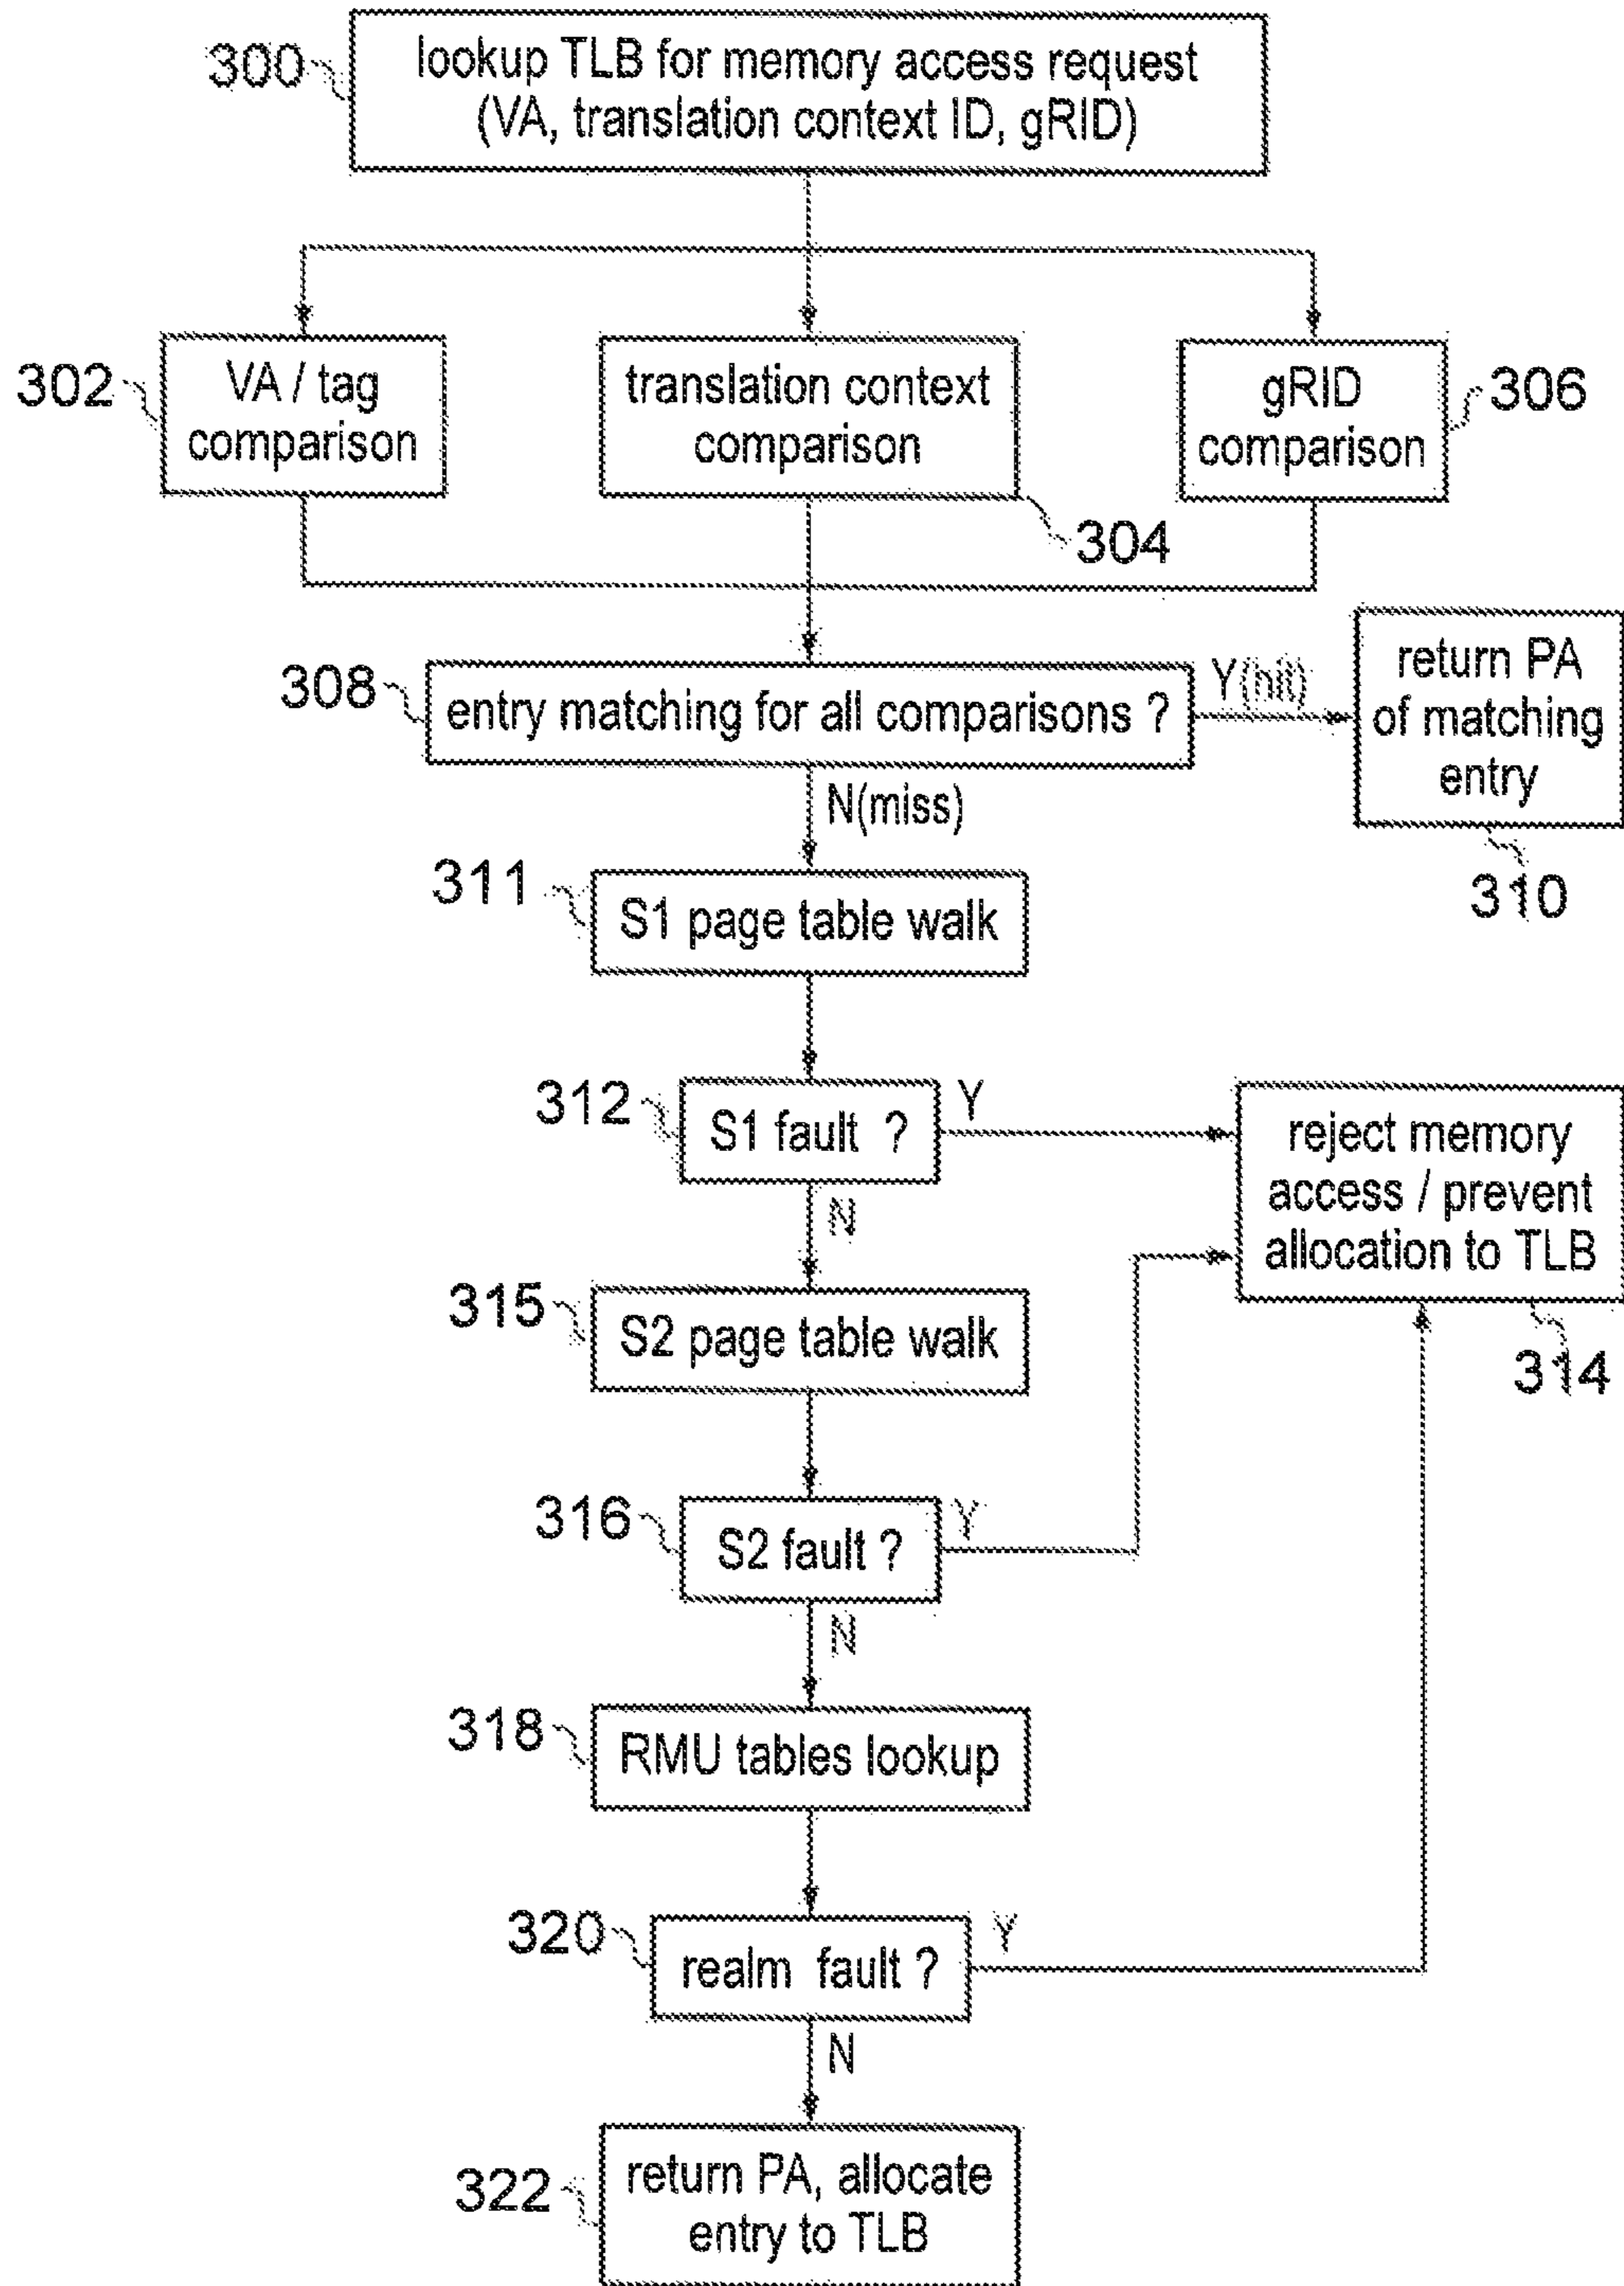 300
lookup TLB for memory access request
(VA, translation context ID, gRID)
302
VA / tag
comparison
translation context
comparison
304
gRID
comparison
306
308
entry matching for all comparisons ?
Y(hit)
return PA
of matching
entry
310
N(miss)
311
S1 page table walk
312
S1 fault ?
Y
reject memory
access / prevent
allocation to TLB
314
N
315
S2 page table walk
316
S2 fault ?
Y
N
318
RMU tables lookup
320
realm fault ?
Y
N
322
return PA, allocate
entry to TLB